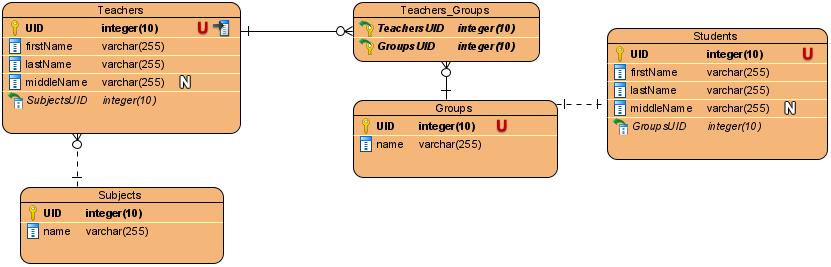 Teachers
UID integer(10) U
firstName varchar(255)
lastName varchar(255)
middleName varchar(255) N
SubjectsUID integer(10)
Teachers_Groups
TeachersUID integer(10)
GroupsUID integer(10)
Students
UID integer(10) U
firstName varchar(255)
lastName varchar(255)
middleName varchar(255) N
GroupsUID integer(10)
Groups
UID integer(10) U
name varchar(255)
Subjects
UID integer(10)
name varchar(255)